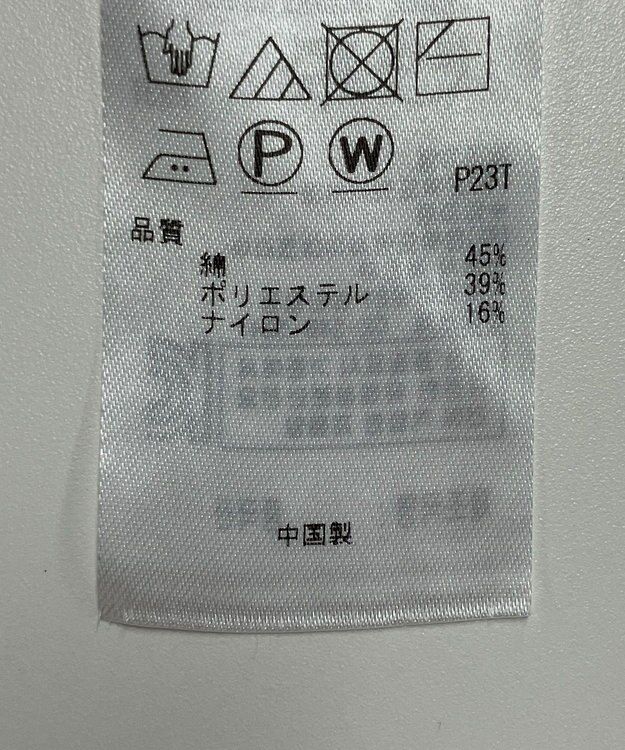 P W
P23T
品質
綿 45%
ポリエステル 39%
ナイロン 16%
中国製